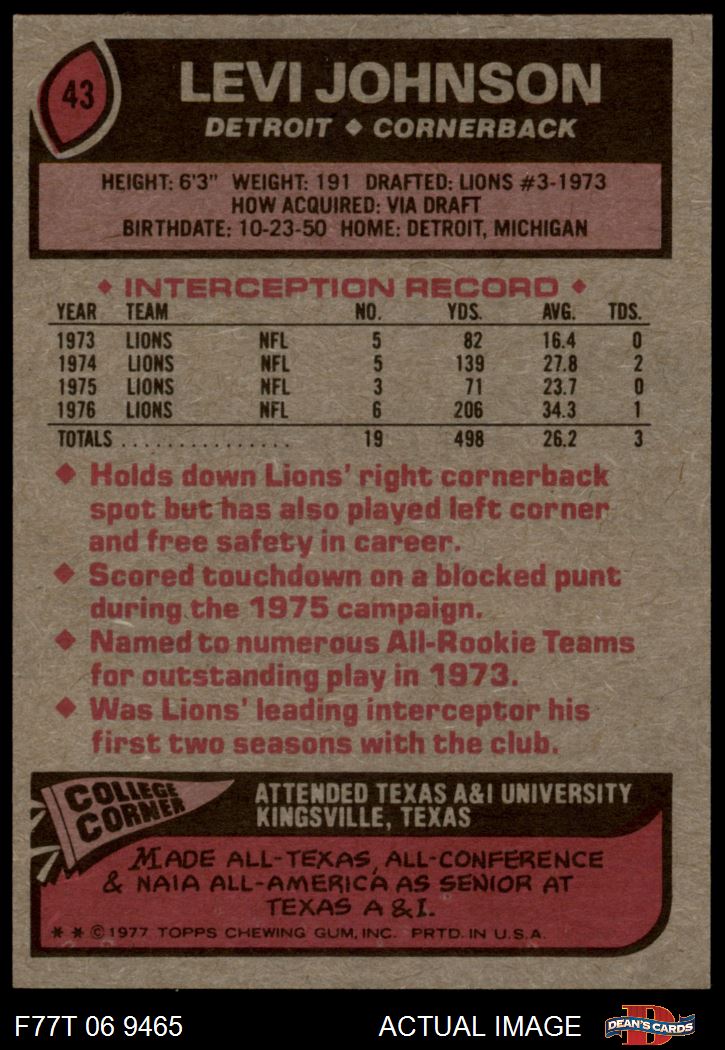 43
LEVI JOHNSON
DETROIT ♦ CORNERBACK
HEIGHT: 6'3" WEIGHT: 191 DRAFTED: LIONS #3-1973
HOW ACQUIRED: VIA DRAFT
BIRTHDATE: 10-23-50 HOME: DETROIT, MICHIGAN
♦ INTERCEPTION RECORD ♦
YEAR TEAM NO. YDS. AVG. TDS.
1973 LIONS NFL 5 82 16.4 0
1974 LIONS NFL 5 139 27.8 2
1975 LIONS NFL 3 71 23.7 0
1976 LIONS NFL 6 206 34.3 1
TOTALS . . . . . . . . . . . . . . . 19 498 26.2 3
♦ Holds down Lions' right cornerback
spot but has also played left corner
and free safety in career.
♦ Scored touchdown on a blocked punt
during the 1975 campaign.
♦ Named to numerous All-Rookie Teams
for outstanding play in 1973.
♦ Was Lions' leading interceptor his
first two seasons with the club.
COLLEGE
CORNER
ATTENDED TEXAS A&I UNIVERSITY
KINGSVILLE, TEXAS
MADE ALL-TEXAS, ALL-CONFERENCE
& NAIA ALL-AMERICA AS SENIOR AT
TEXAS A & I.
* * © 1977 TOPPS CHEWING GUM, INC. PRTD. IN U.S.A.
F77T 06 9465
ACTUAL IMAGE
D
DEAN'S CARDS